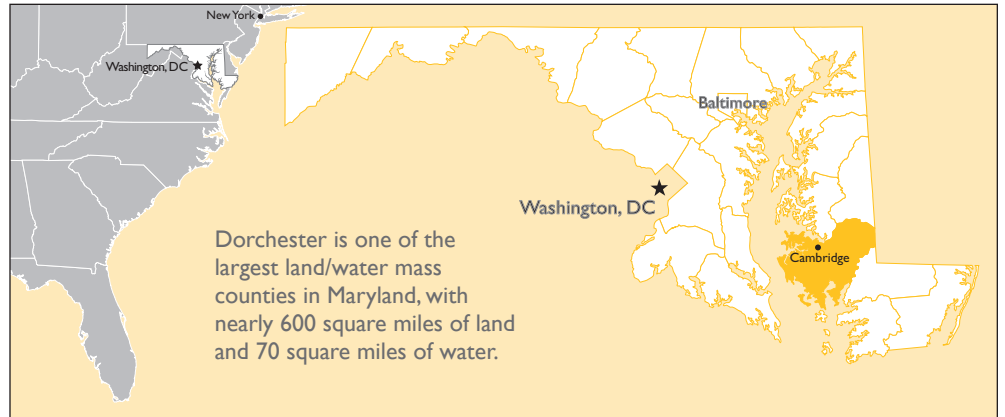 New York
Washington, DC
Baltimore
Washington, DC
Cambridge
Dorchester is one of the
largest land/water mass
counties in Maryland, with
nearly 600 square miles of land
and 70 square miles of water.